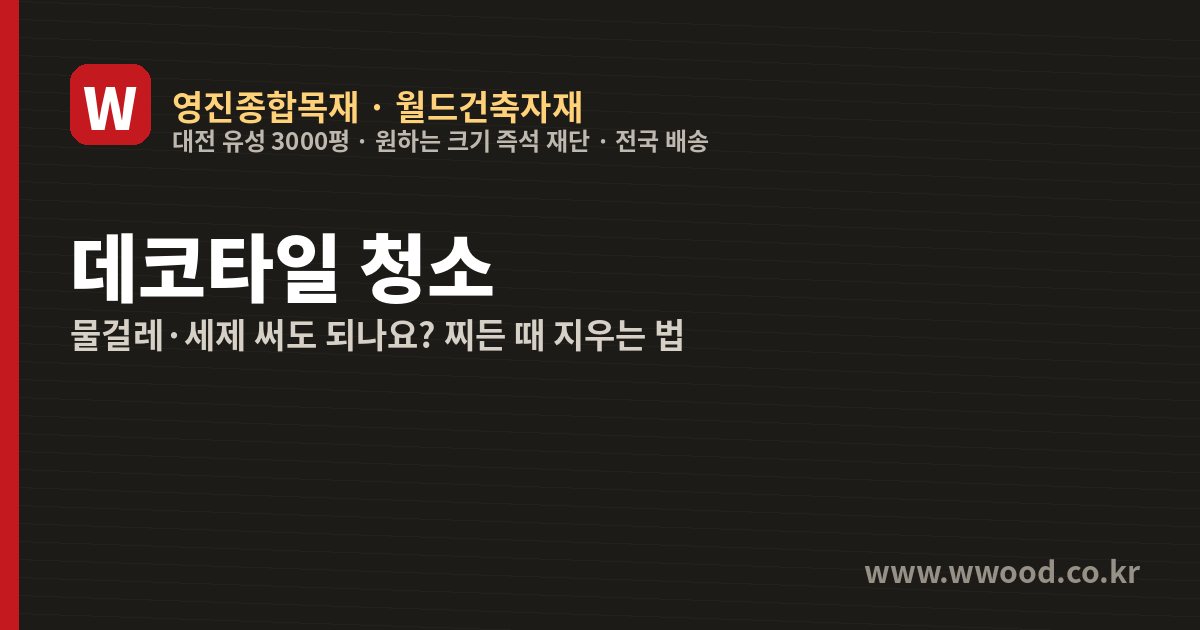 W
영진종합목재 · 월드건축자재
대전 유성 3000평 · 원하는 크기 즉석 재단 · 전국 배송
데코타일 청소
물걸레·세제 써도 되나요? 찌든 때 지우는 법
www.wwood.co.kr